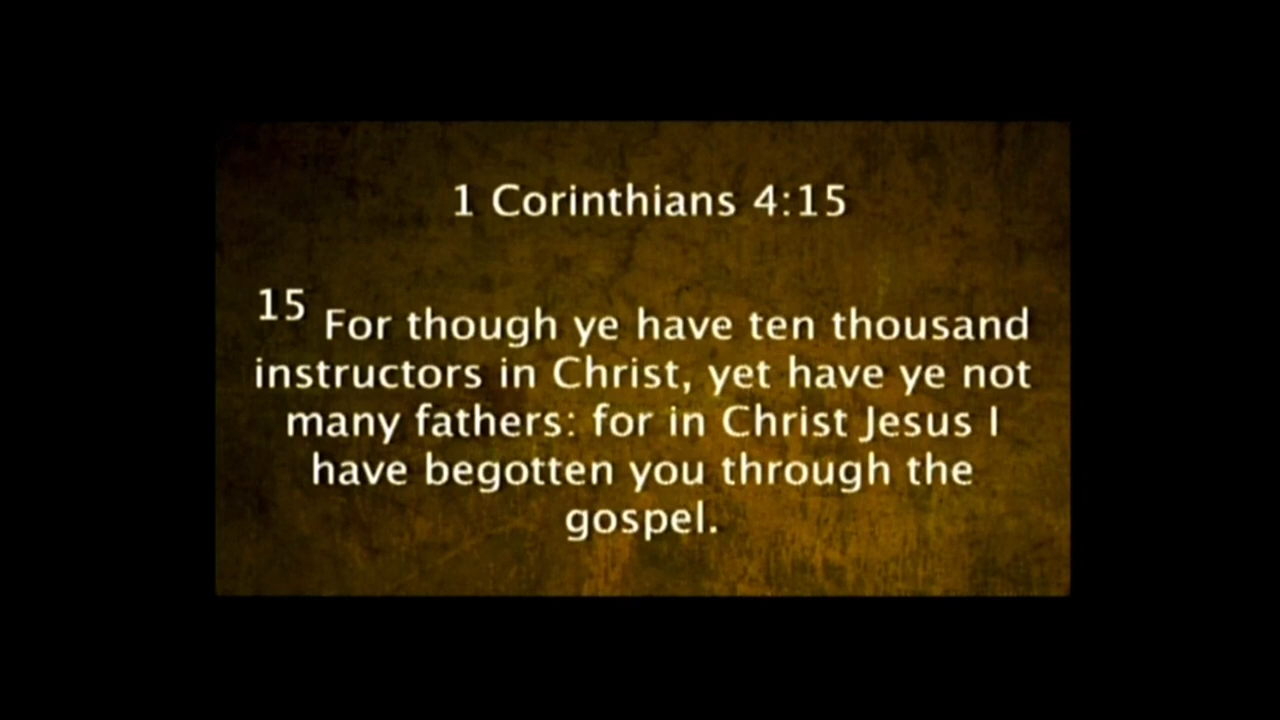 1 Corinthians 4:15
15 For though ye have ten thousand
instructors in Christ, yet have ye not
many fathers: for in Christ Jesus I
have begotten you through the
gospel.